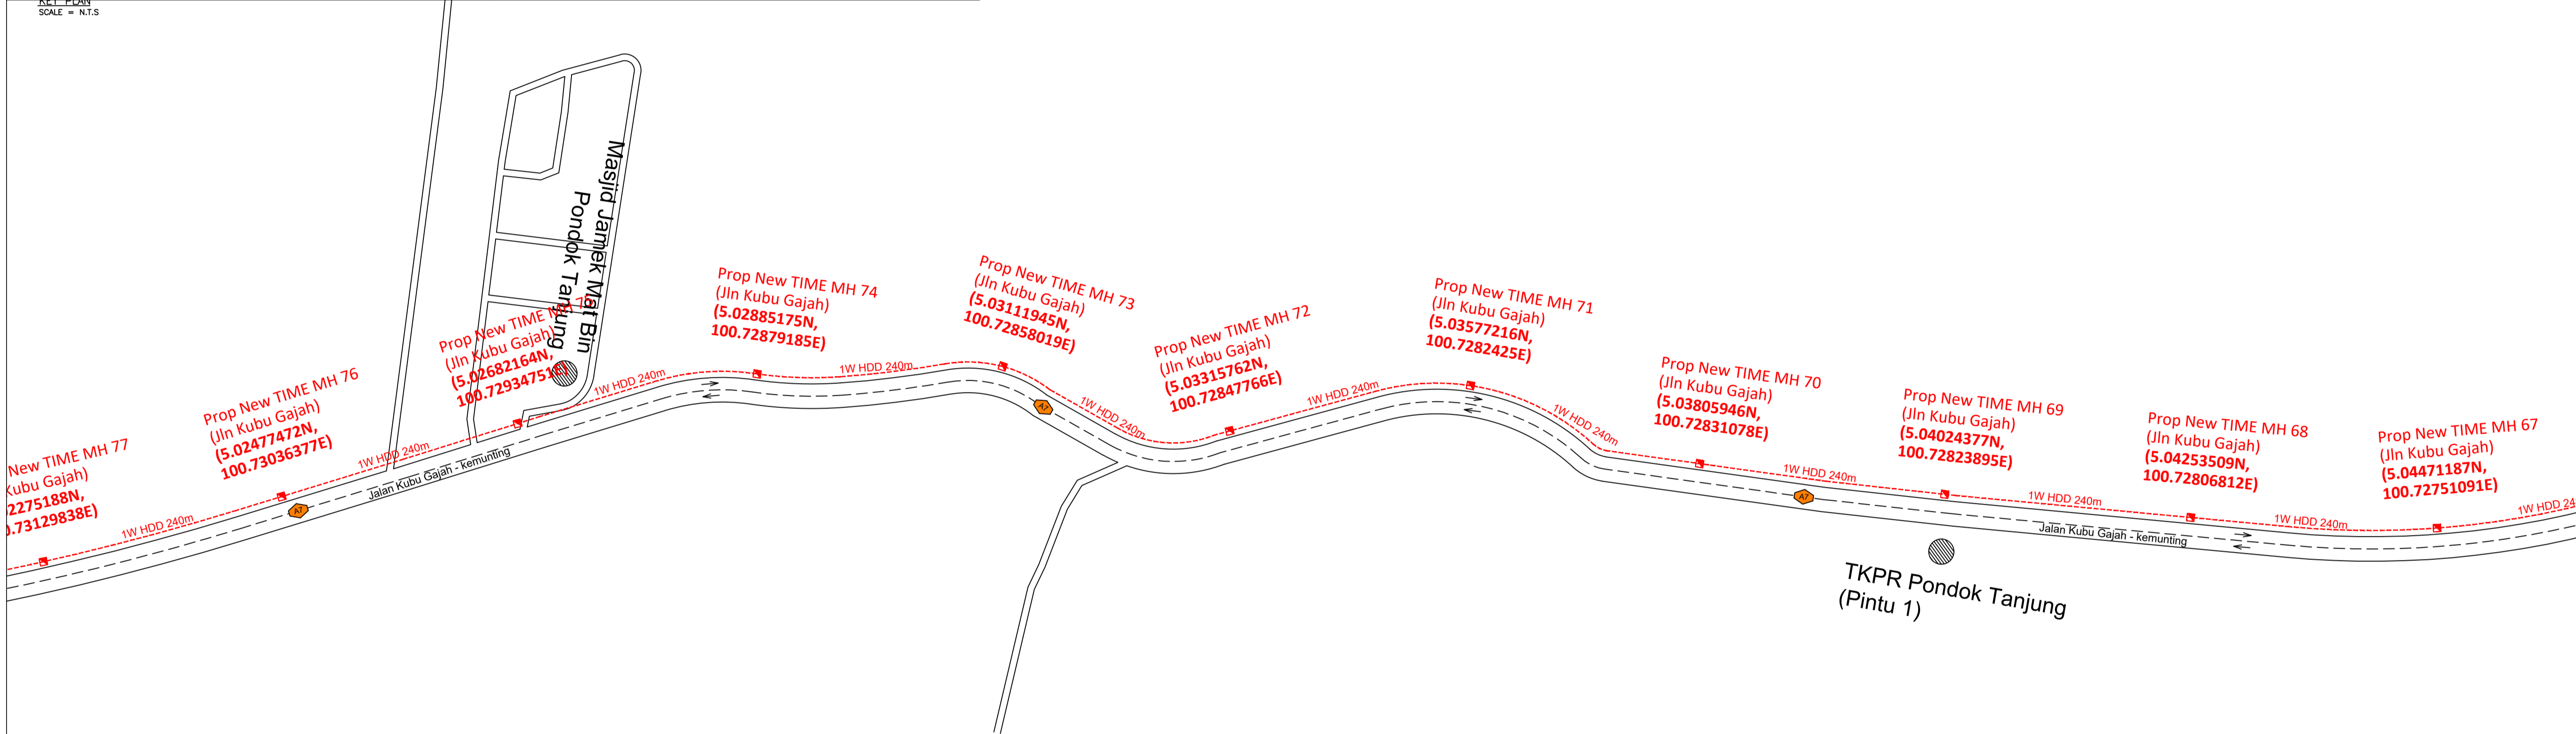 KEY PLAN
SCALE = N.T.S
Masjid Jamek Mat Bin
Pondok Tanjung
New TIME MH 77
Kubu Gajah)
2275188N,
0.73129838E)
Prop New TIME MH 76
(Jln Kubu Gajah)
(5.02477472N,
100.73036377E)
Prop New TIME MH 75
(Jln Kubu Gajah)
(5.02682164N,
100.72934751E)
Prop New TIME MH 74
(Jln Kubu Gajah)
(5.02885175N,
100.72879185E)
Prop New TIME MH 73
(Jln Kubu Gajah)
(5.03111945N,
100.72858019E)
Prop New TIME MH 72
(Jln Kubu Gajah)
(5.03315762N,
100.72847766E)
Prop New TIME MH 71
(Jln Kubu Gajah)
(5.03577216N,
100.7282425E)
Prop New TIME MH 70
(Jln Kubu Gajah)
(5.03805946N,
100.72831078E)
Prop New TIME MH 69
(Jln Kubu Gajah)
(5.04024377N,
100.72823895E)
Prop New TIME MH 68
(Jln Kubu Gajah)
(5.04253509N,
100.72806812E)
Prop New TIME MH 67
(Jln Kubu Gajah)
(5.04471187N,
100.72751091E)
1W HDD 240m
1W HDD 240m
1W HDD 240m
1W HDD 240m
1W HDD 240m
1W HDD 240m
1W HDD 240m
1W HDD 240m
1W HDD 240m
1W HDD 240m
1W HDD 24
A7
A7
A7
Jalan Kubu Gajah - kemunting
Jalan Kubu Gajah - kemunting
TKPR Pondok Tanjung
(Pintu 1)